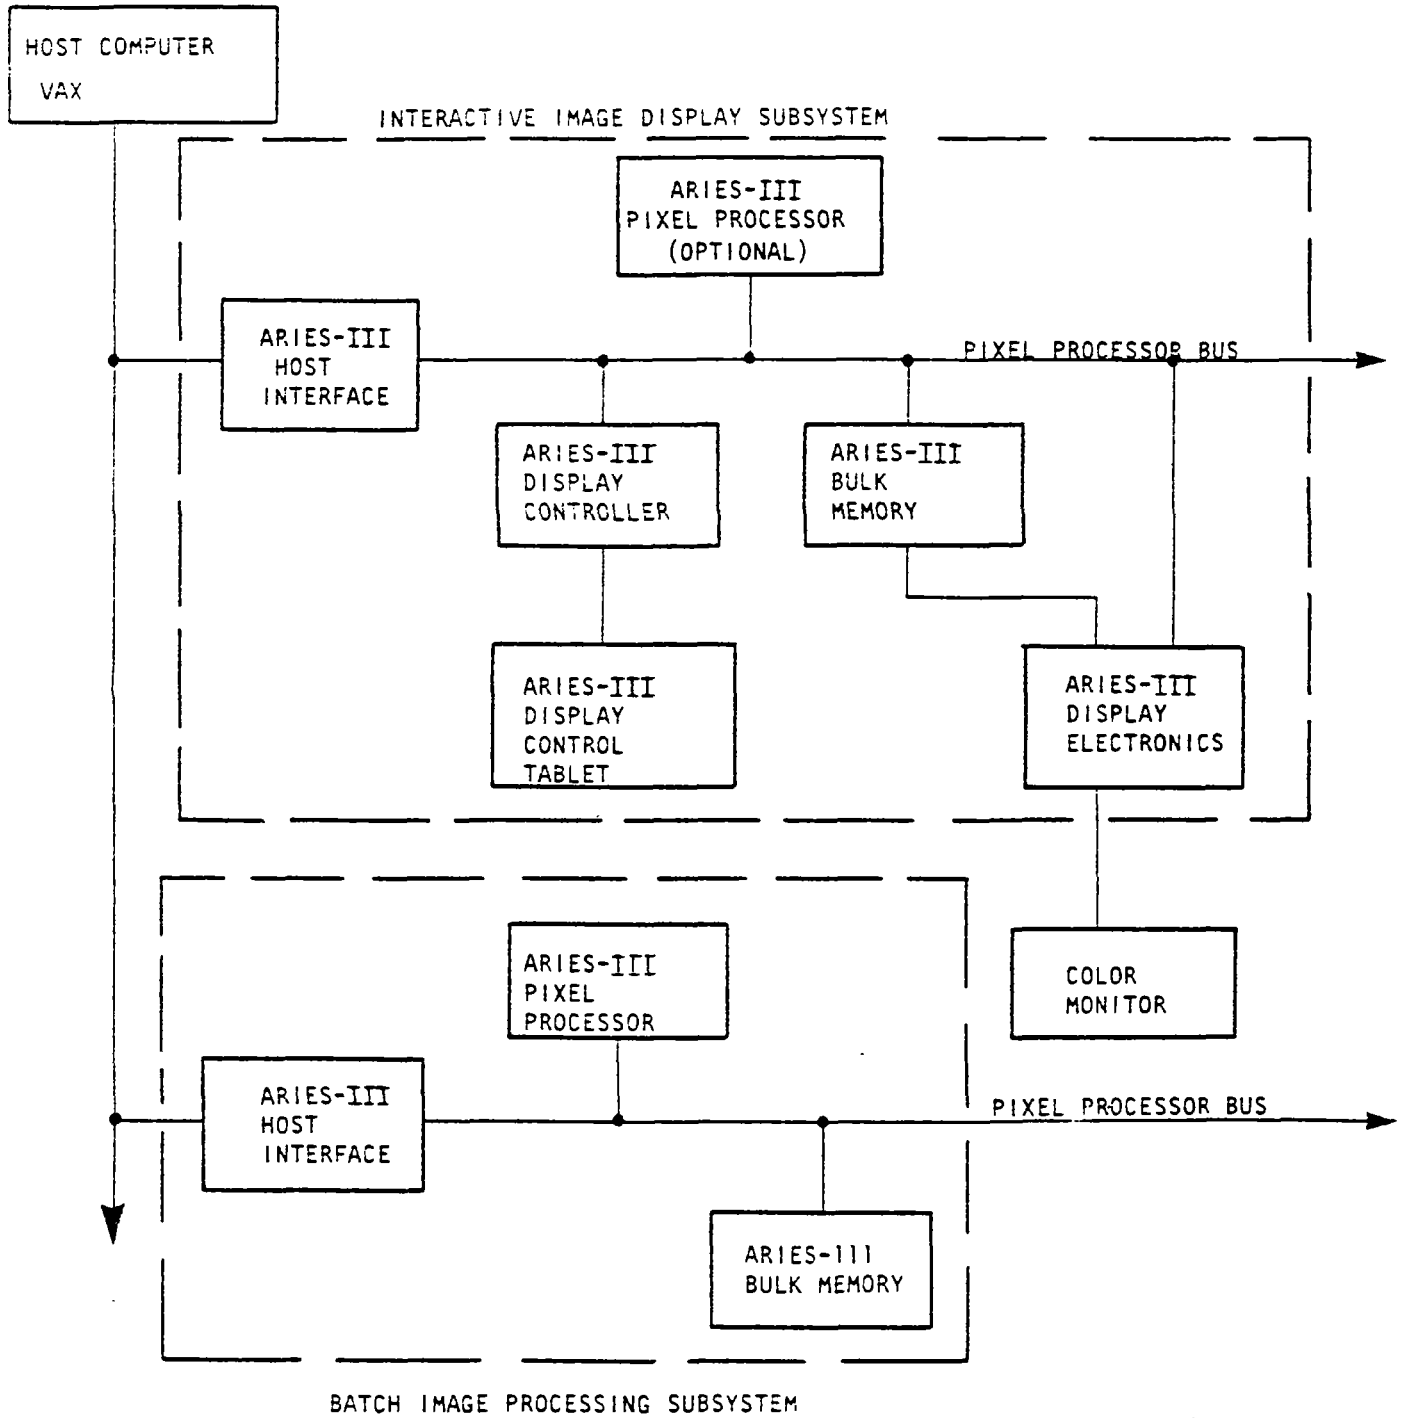 HOST COMPUTER
VAX
INTERACTIVE IMAGE DISPLAY SUBSYSTEM
ARIES-III
PIXEL PROCESSOR
(OPTIONAL)
ARIES-III
HOST
INTERFACE
PIXEL PROCESSOR BUS
ARIES-III
DISPLAY
CONTROLLER
ARIES-III
BULK
MEMORY
ARIES-III
DISPLAY
CONTROL
TABLET
ARIES-III
DISPLAY
ELECTRONICS
ARIES-III
PIXEL
PROCESSOR
COLOR
MONITOR
ARIES-III
HOST
INTERFACE
PIXEL PROCESSOR BUS
ARIES-III
BULK MEMORY
BATCH IMAGE PROCESSING SUBSYSTEM